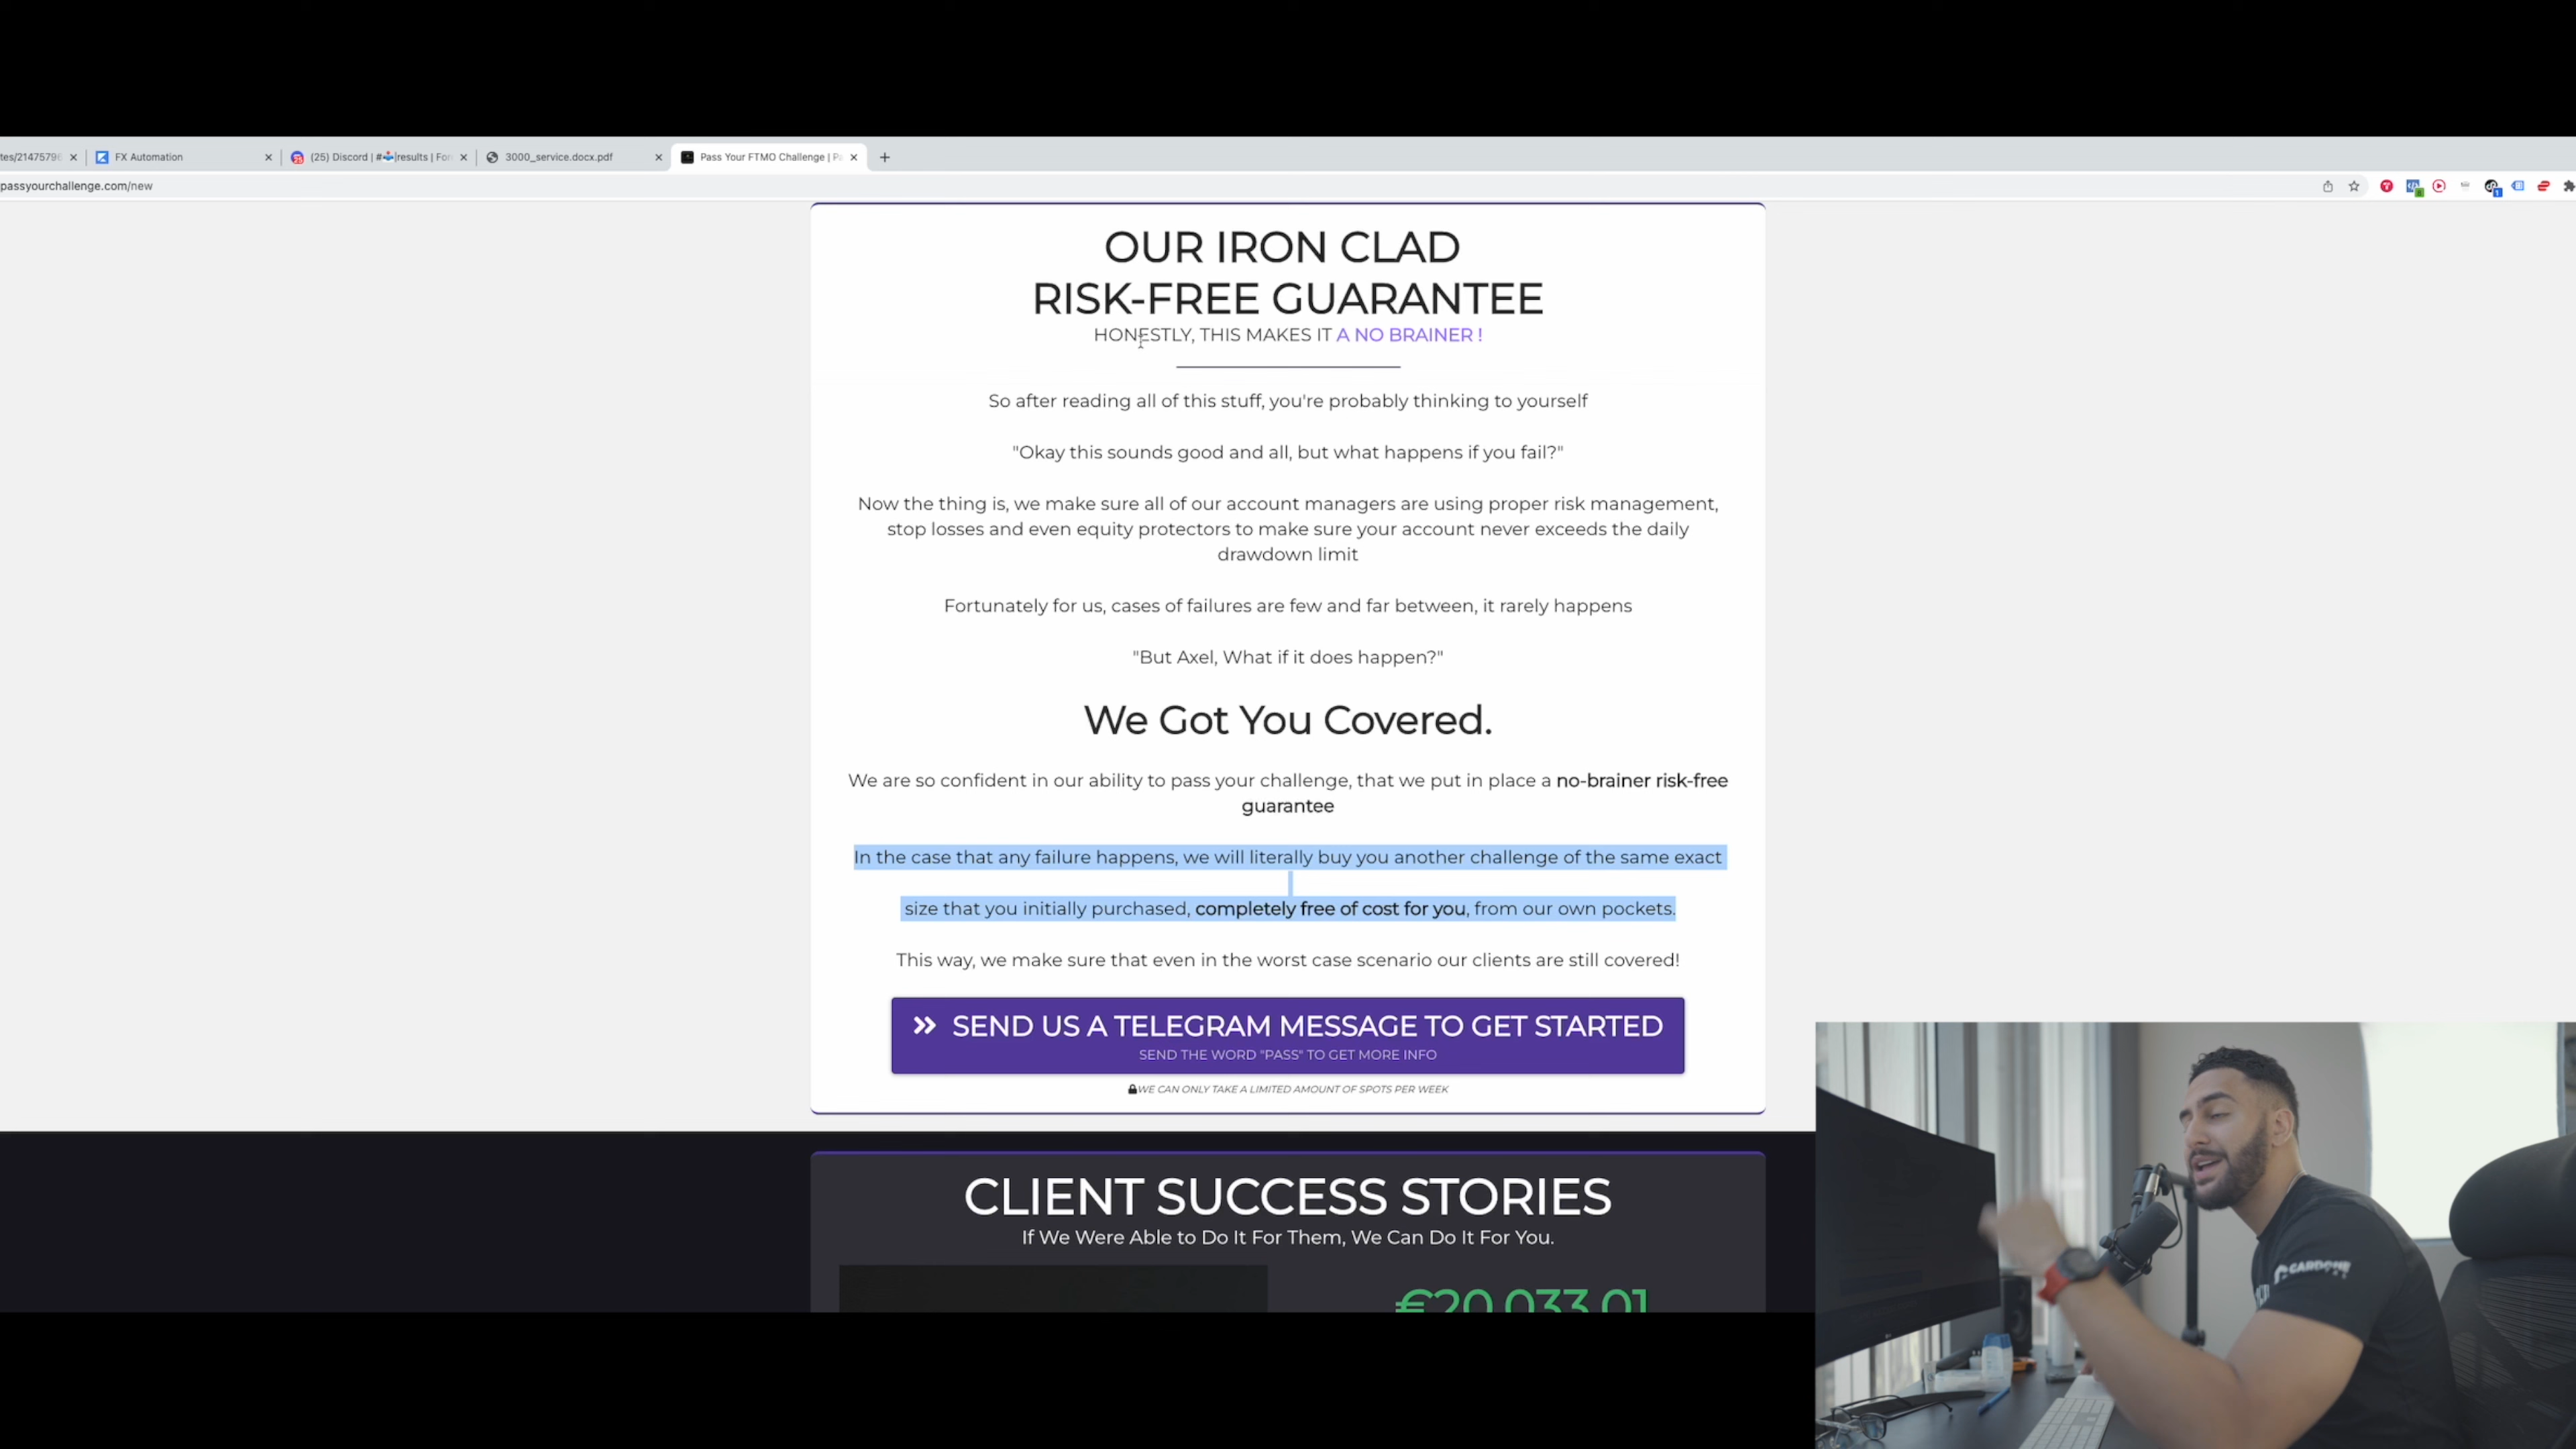 tes/21475796
FX Automation
(25) Discord | #📥|results | For
3000_service.docx.pdf
Pass Your FTMO Challenge | Pa
passyourchallenge.com/new
OUR IRON CLAD
RISK-FREE GUARANTEE
HONESTLY, THIS MAKES IT A NO BRAINER !
So after reading all of this stuff, you're probably thinking to yourself
"Okay this sounds good and all, but what happens if you fail?"
Now the thing is, we make sure all of our account managers are using proper risk management,
stop losses and even equity protectors to make sure your account never exceeds the daily
drawdown limit
Fortunately for us, cases of failures are few and far between, it rarely happens
"But Axel, What if it does happen?"
We Got You Covered.
We are so confident in our ability to pass your challenge, that we put in place a no-brainer risk-free
guarantee
In the case that any failure happens, we will literally buy you another challenge of the same exact
size that you initially purchased, completely free of cost for you, from our own pockets.
This way, we make sure that even in the worst case scenario our clients are still covered!
» SEND US A TELEGRAM MESSAGE TO GET STARTED
SEND THE WORD "PASS" TO GET MORE INFO
WE CAN ONLY TAKE A LIMITED AMOUNT OF SPOTS PER WEEK
CLIENT SUCCESS STORIES
If We Were Able to Do It For Them, We Can Do It For You.
€20,033.01
CARDONE